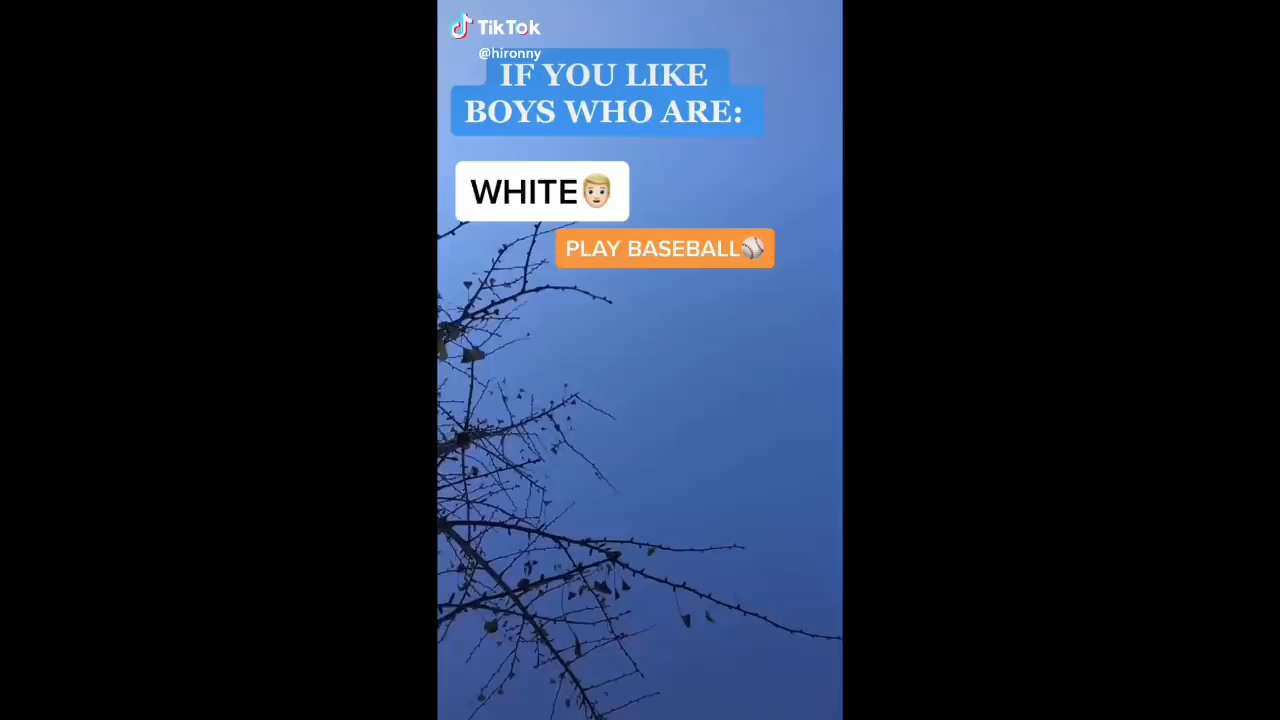 TikTok
@hironny
IF YOU LIKE
BOYS WHO ARE:
WHITE👨🏼
PLAY BASEBALL⚾